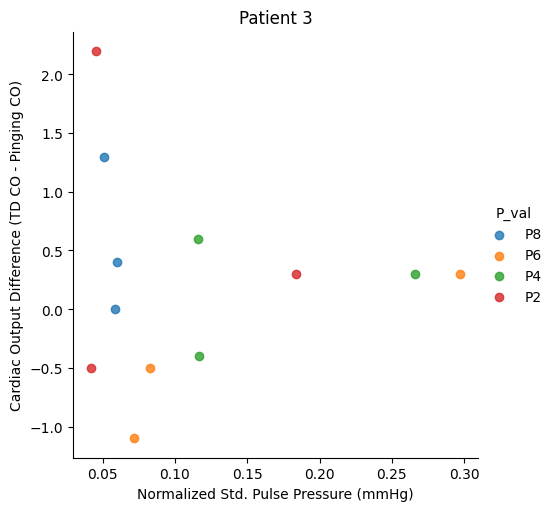 Patient 3
Cardiac Output Difference (TD CO - Pinging CO)
2.0
1.5
1.0
0.5
0.0
−0.5
−1.0
0.05 0.10 0.15 0.20 0.25 0.30
Normalized Std. Pulse Pressure (mmHg)
P_val
P8
P6
P4
P2